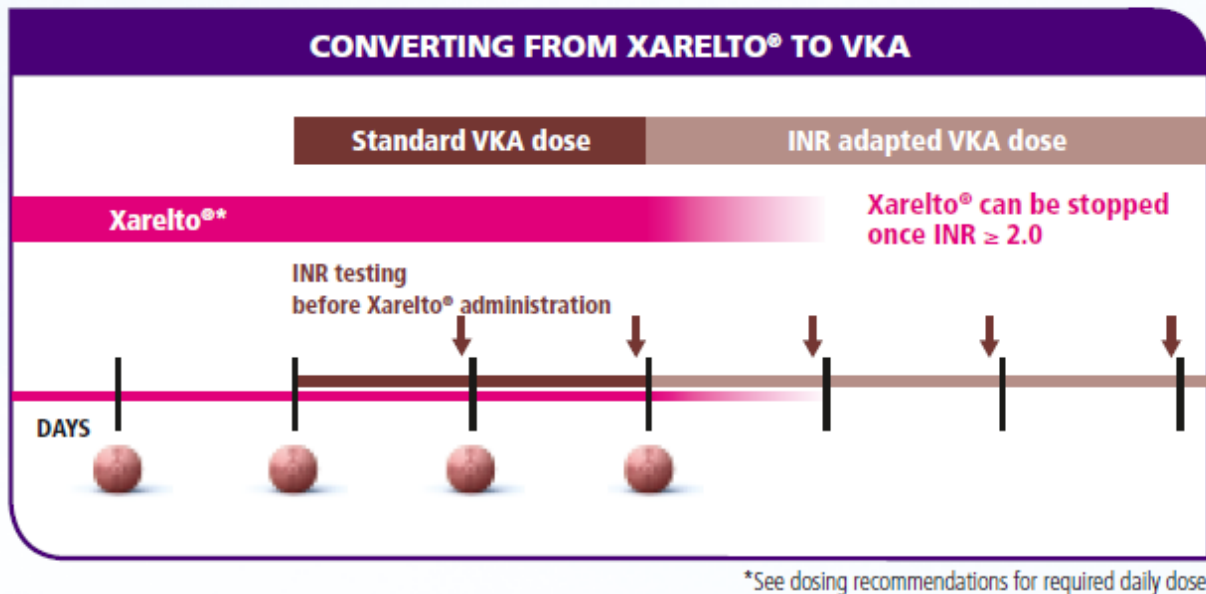 CONVERTING FROM XARELTO® TO VKA
Standard VKA dose
INR adapted VKA dose
Xarelto®*
Xarelto® can be stopped
once INR ≥ 2.0
INR testing
before Xarelto® administration
DAYS
*See dosing recommendations for required daily dose